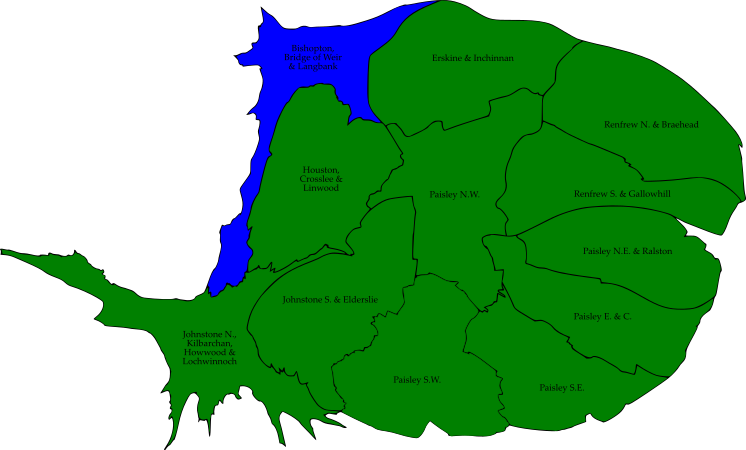 Bishopton,
Bridge of Weir
& Langbank
Erskine & Inchinnan
Renfrew N. & Braehead
Houston,
Crosslee &
Linwood
Paisley N.W.
Renfrew S. & Gallowhill
Paisley N.E. & Ralston
Johnstone S. & Elderslie
Paisley E. & C.
Johnstone N.,
Kilbarchan,
Howwood &
Lochwinnoch
Paisley S.W.
Paisley S.E.